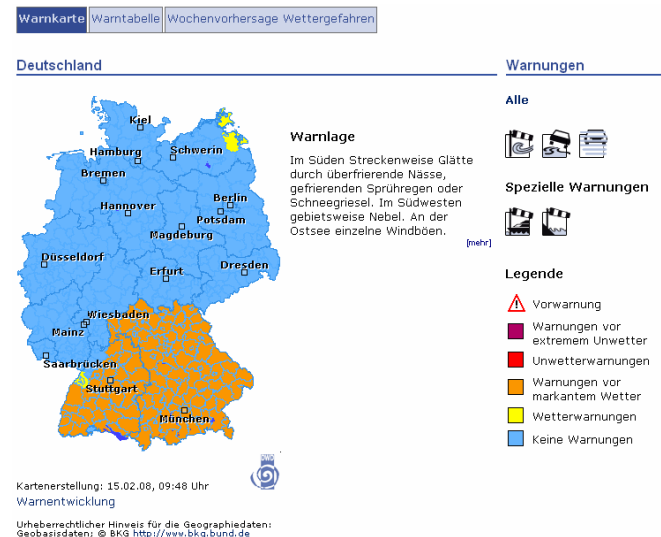 Warnkarte Warntabelle Wochenvorhersage Wettergefahren
Deutschland
Kiel
Hamburg
Schwerin
Bremen
Hannover
Berlin
Potsdam
Magdeburg
Düsseldorf
Erfurt
Dresden
Wiesbaden
Mainz
Saarbrücken
Stuttgart
München
Warnlage
Im Süden Streckenweise Glätte
durch überfrierende Nässe,
gefrierenden Sprühregen oder
Schneegriesel. Im Südwesten
gebietsweise Nebel. An der
Ostsee einzelne Windböen.
[mehr]
Kartenerstellung: 15.02.08, 09:48 Uhr
Warnentwicklung
Urheberrechtlicher Hinweis für die Geographiedaten:
Geobasisdaten: © BKG http://www.bkg.bund.de
Warnungen
Alle
Spezielle Warnungen
Legende
Vorwarnung
Warnungen vor
extremem Unwetter
Unwetterwarnungen
Warnungen vor
markantem Wetter
Wetterwarnungen
Keine Warnungen